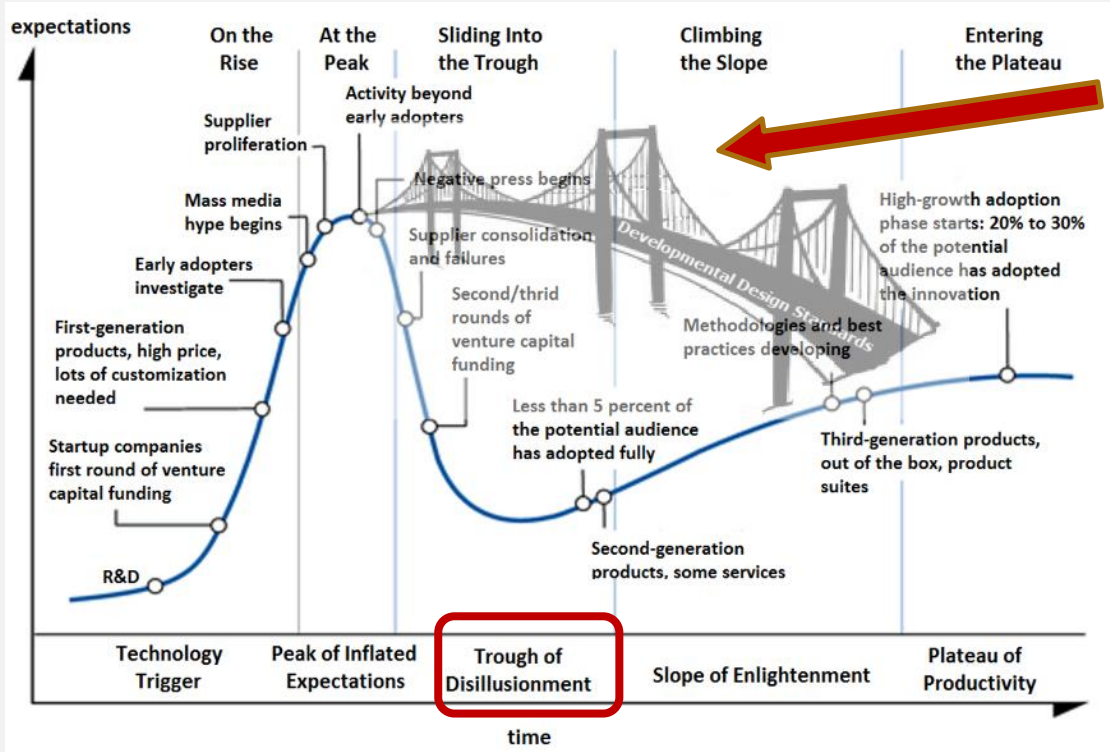 expectations
On the
Rise
At the
Peak
Sliding Into
the Trough
Climbing
the Slope
Entering
the Plateau
Activity beyond
early adopters
Supplier
proliferation
Negative press begins
Mass media
hype begins
High-growth adoption
phase starts: 20% to 30%
of the potential
audience has adopted
the innovation
Supplier consolidation
and failures
Developmental Design Standards
Early adopters
investigate
Second/thrid
rounds of
venture capital
funding
First-generation
products, high price,
lots of customization
needed
Methodologies and best
practices developing
Less than 5 percent of
the potential audience
has adopted fully
Startup companies
first round of venture
capital funding
Third-generation products,
out of the box, product
suites
Second-generation
products, some services
R&D
Technology
Trigger
Peak of Inflated
Expectations
Trough of
Disillusionment
Slope of Enlightenment
Plateau of
Productivity
time